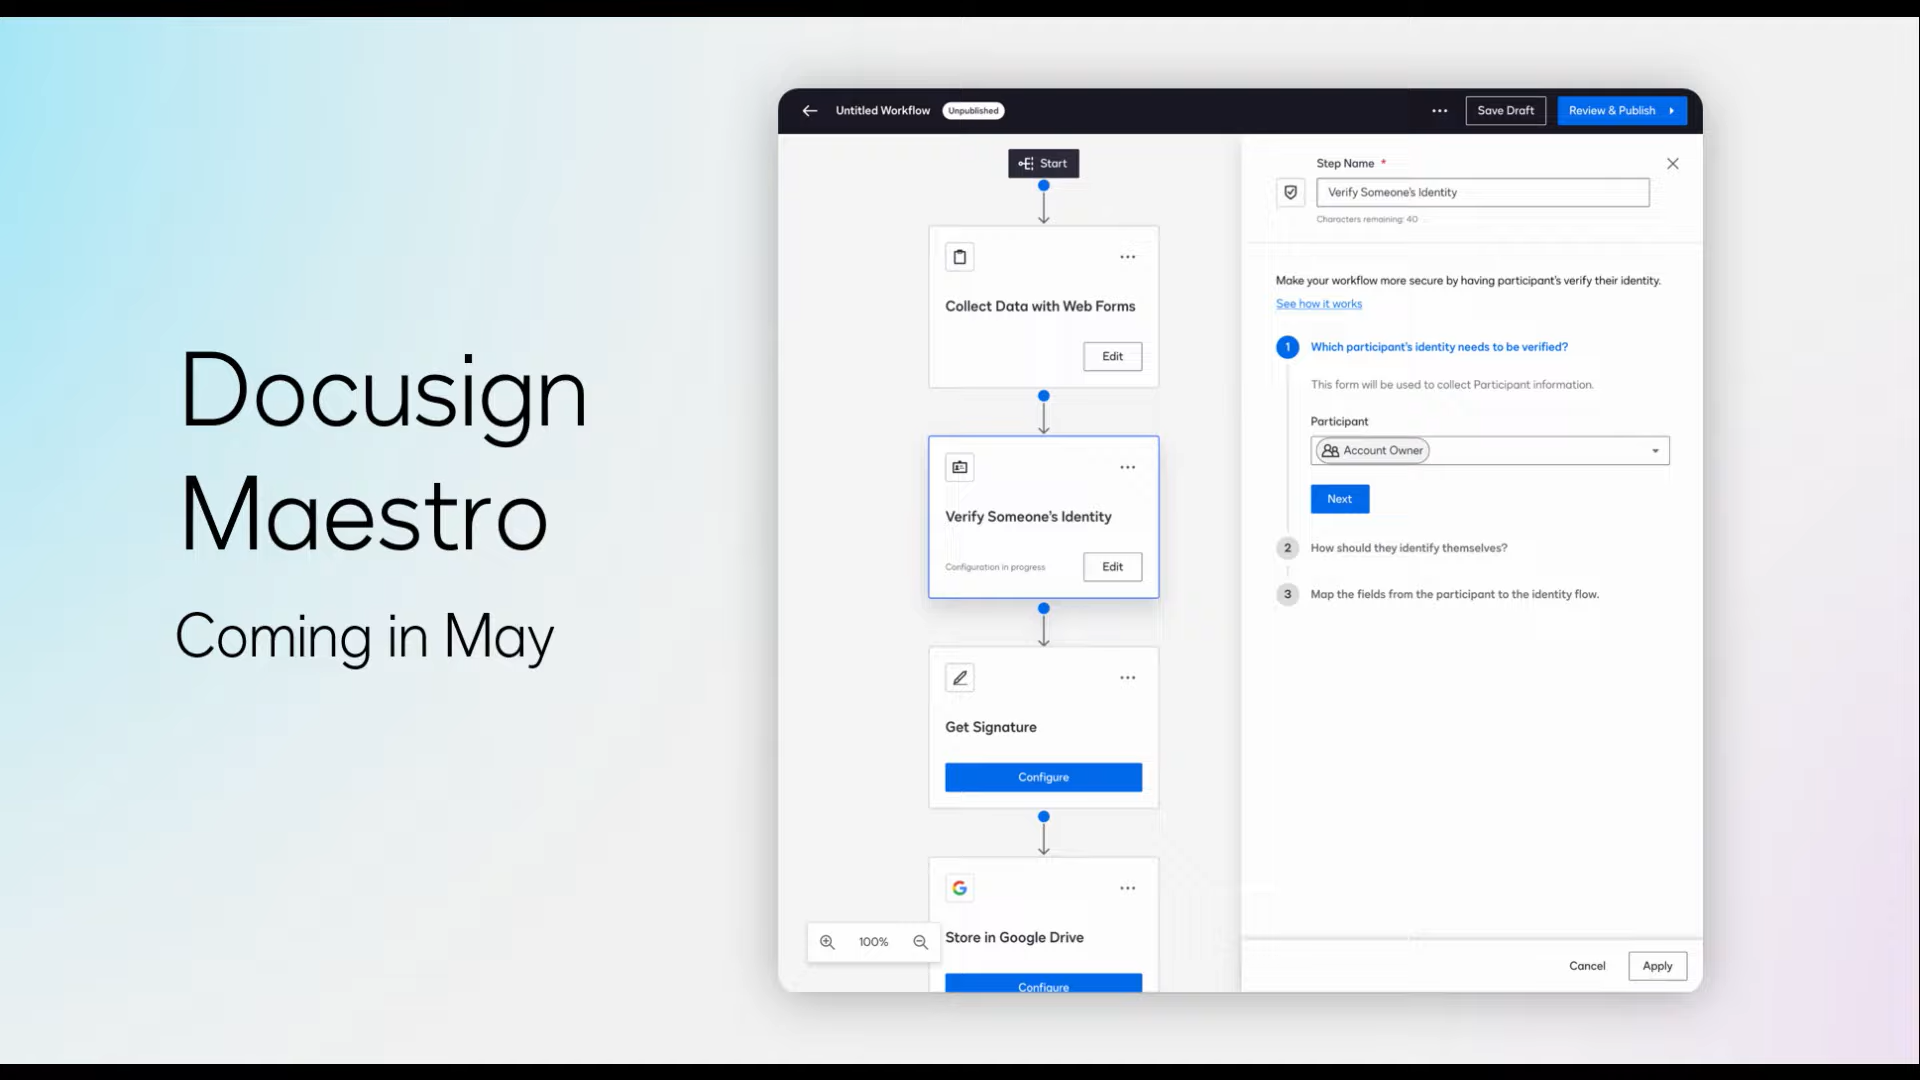 Docusign
Maestro
Coming in May
Untitled Workflow
Unpublished
Save Draft
Review & Publish
Start
Collect Data with Web Forms
Edit
Verify Someone's Identity
Configuration in progress
Edit
Get Signature
Configure
Store in Google Drive
Configure
100%
Step Name *
Verify Someone's Identity
Characters remaining: 40
Make your workflow more secure by having participant's verify their identity.
See how it works
1 Which participant's identity needs to be verified?
This form will be used to collect Participant information.
Participant
Account Owner
Next
2 How should they identify themselves?
3 Map the fields from the participant to the identity flow.
Cancel
Apply